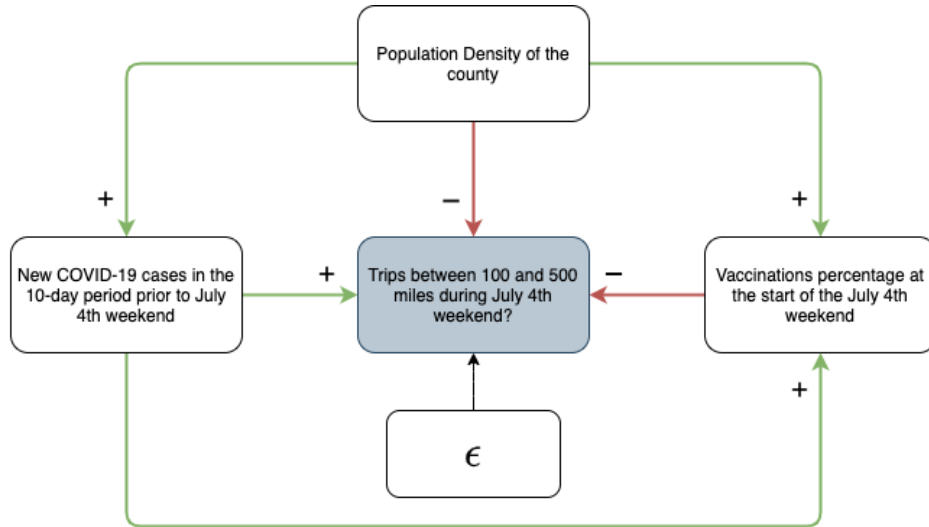 Population Density of the
county
+
−
+
New COVID-19 cases in the
10-day period prior to July
4th weekend
+
Trips between 100 and 500
miles during July 4th
weekend?
−
Vaccinations percentage at
the start of the July 4th
weekend
+
ϵ